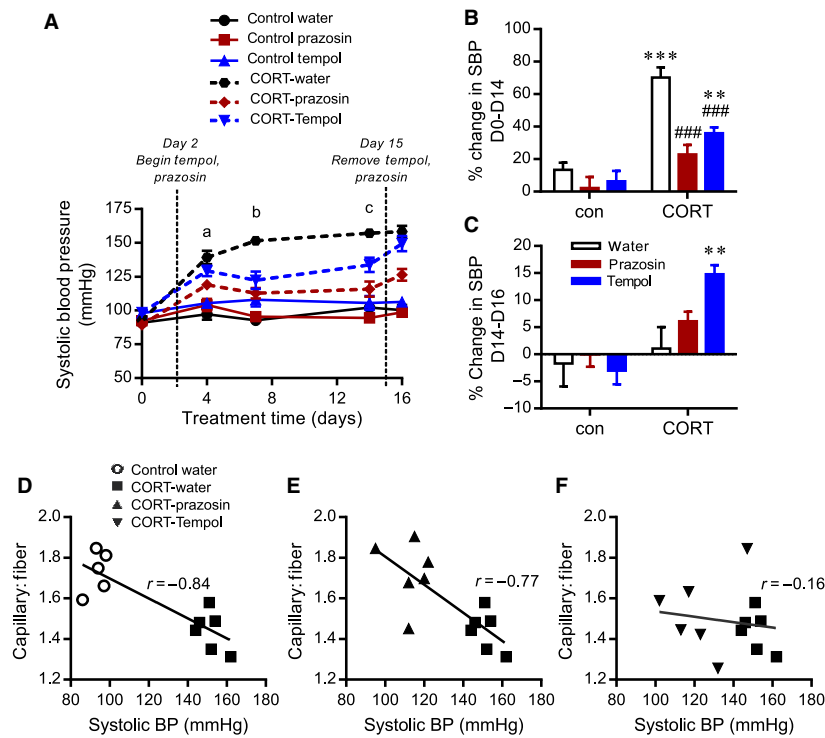 A
Control water
Control prazosin
Control tempol
CORT-water
CORT-prazosin
CORT-Tempol
Day 2
Begin tempol,
prazosin
Day 15
Remove tempol,
prazosin
a
b
c
Systolic blood pressure
(mmHg)
175
150
125
100
75
50
0
4
8
12
16
Treatment time (days)
B
% change in SBP
D0-D14
100
80
60
40
20
0
***
###
**
###
con
CORT
C
% Change in SBP
D14-D16
20
15
10
5
0
−5
−10
Water
Prazosin
Tempol
**
con
CORT
Control water
CORT-water
CORT-prazosin
CORT-Tempol
D
Capillary:fiber
2.0
1.8
1.6
1.4
1.2
r = −0.84
80 100 120 140 160 180
Systolic BP (mmHg)
E
Capillary:fiber
2.0
1.8
1.6
1.4
1.2
r = −0.77
80 100 120 140 160 180
Systolic BP (mmHg)
F
Capillary:fiber
2.0
1.8
1.6
1.4
1.2
r = −0.16
80 100 120 140 160 180
Systolic BP (mmHg)